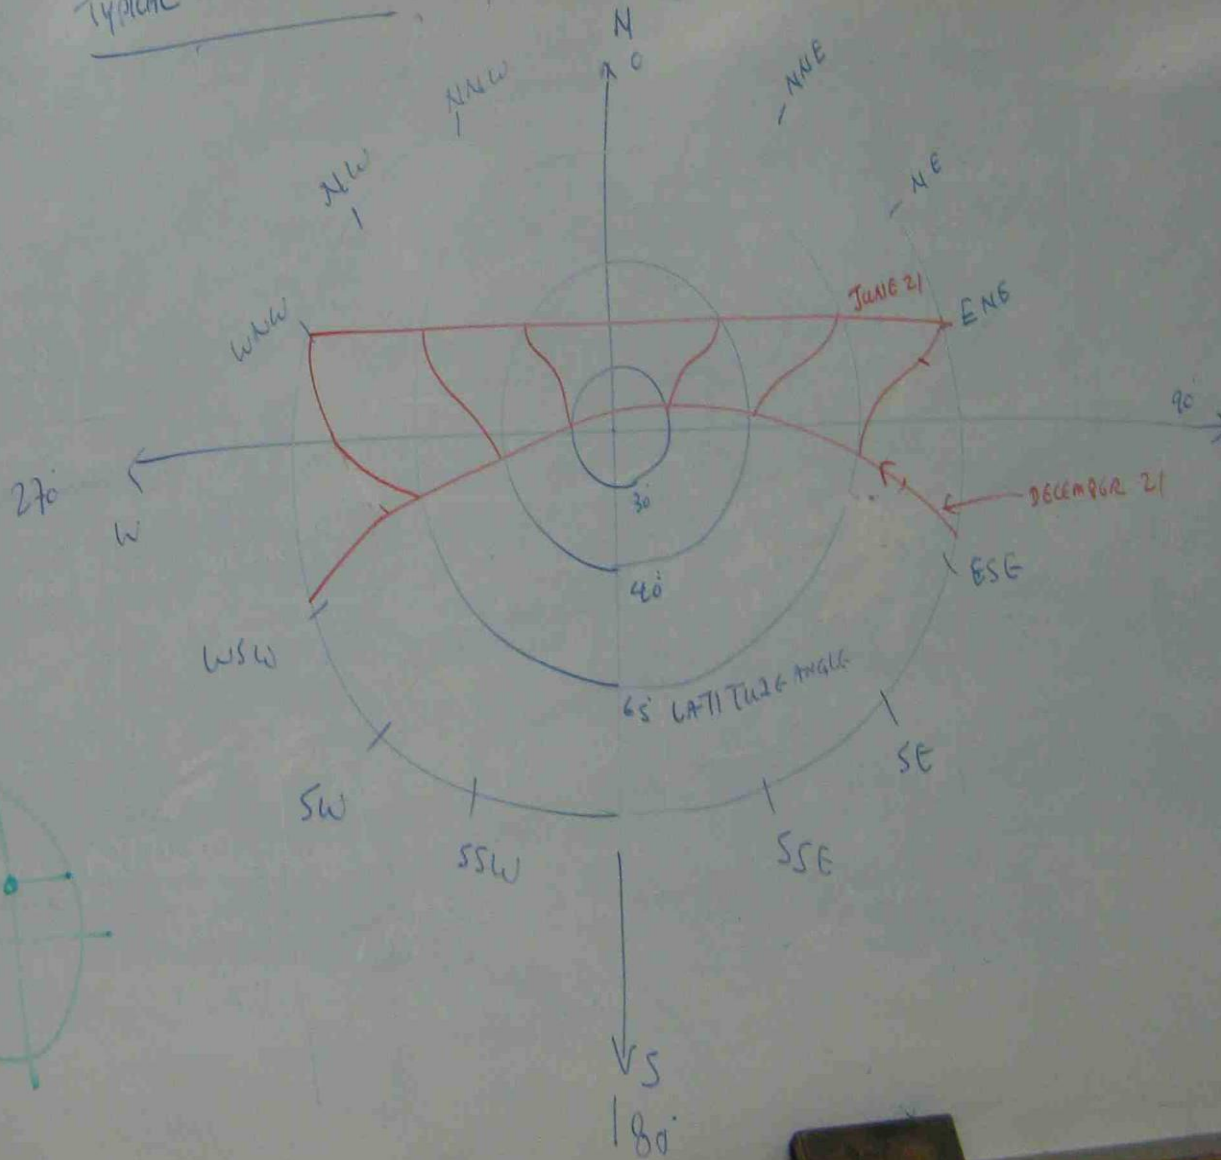 TYPICAL
N
0
NNW
NNE
NW
NE
JUNE 21
WNW
ENE
90
270°
W
30
DECEMBER 21
40°
ESE
WSW
65° LATITUDE ANGLE
SE
SW
SSW
SSE
S
180°